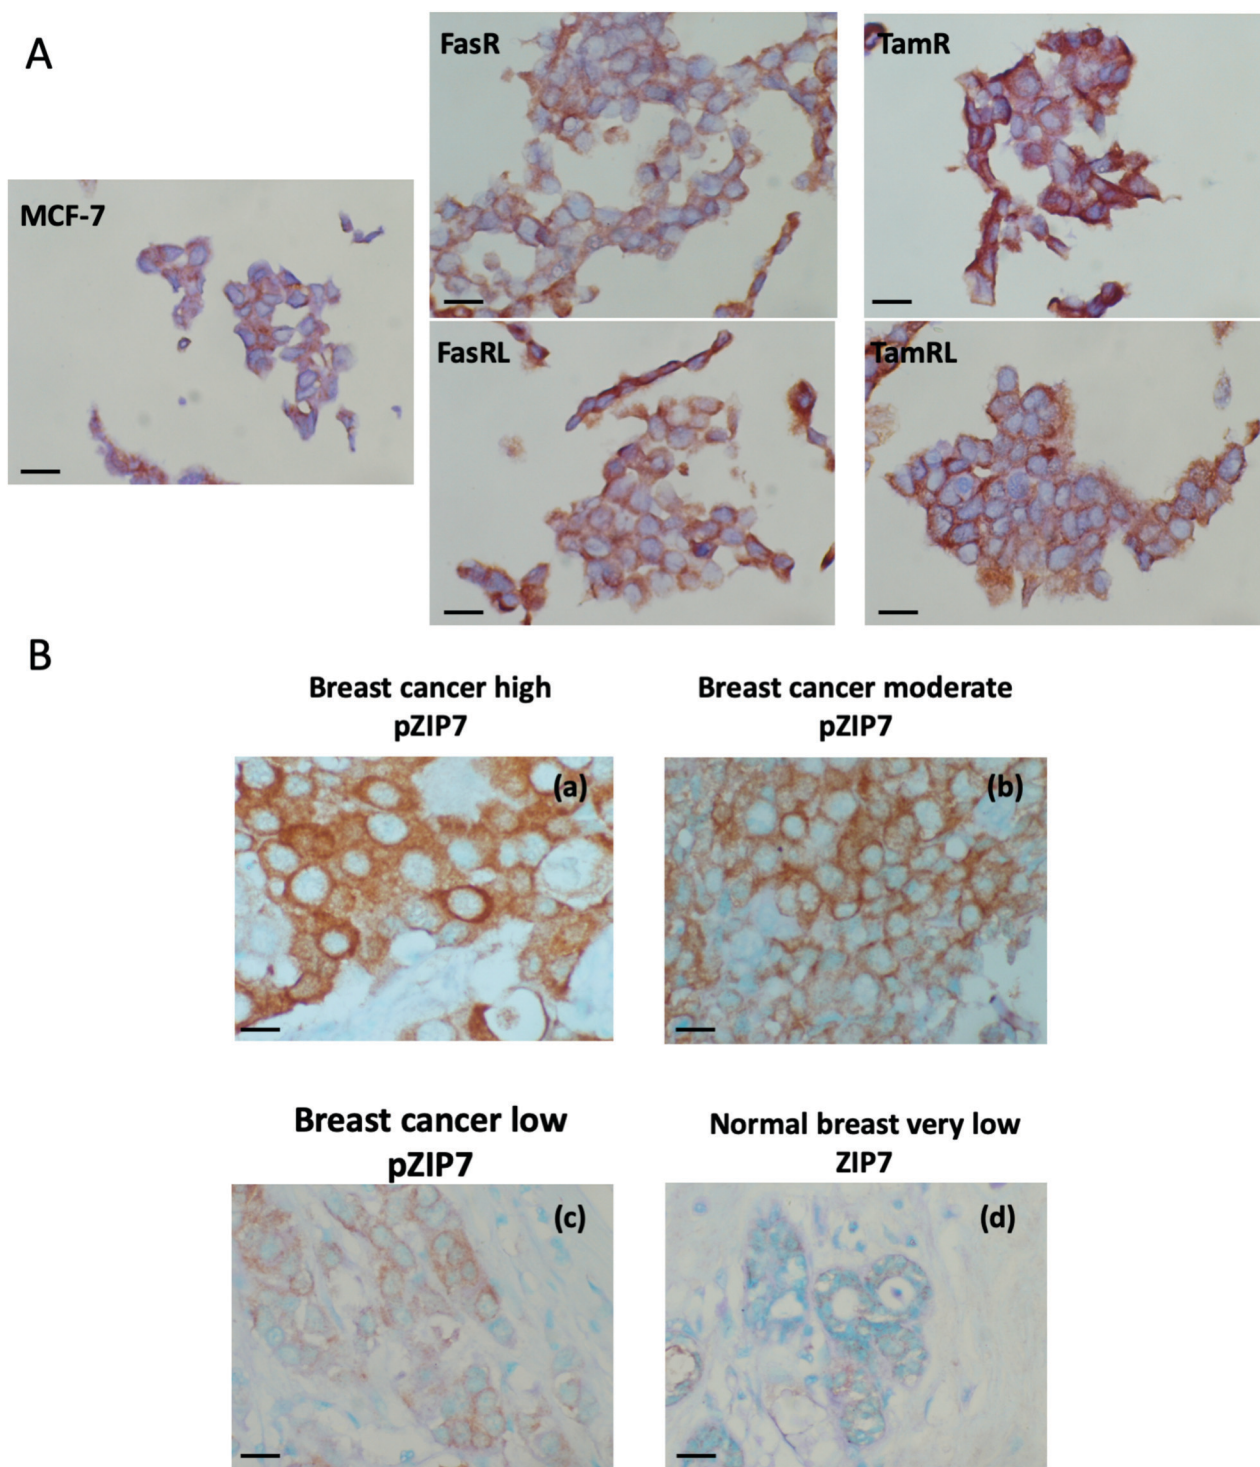 A
MCF-7
FasR
TamR
FasRL
TamRL
B
Breast cancer high
pZIP7
(a)
Breast cancer moderate
pZIP7
(b)
Breast cancer low
pZIP7
(c)
Normal breast very low
ZIP7
(d)